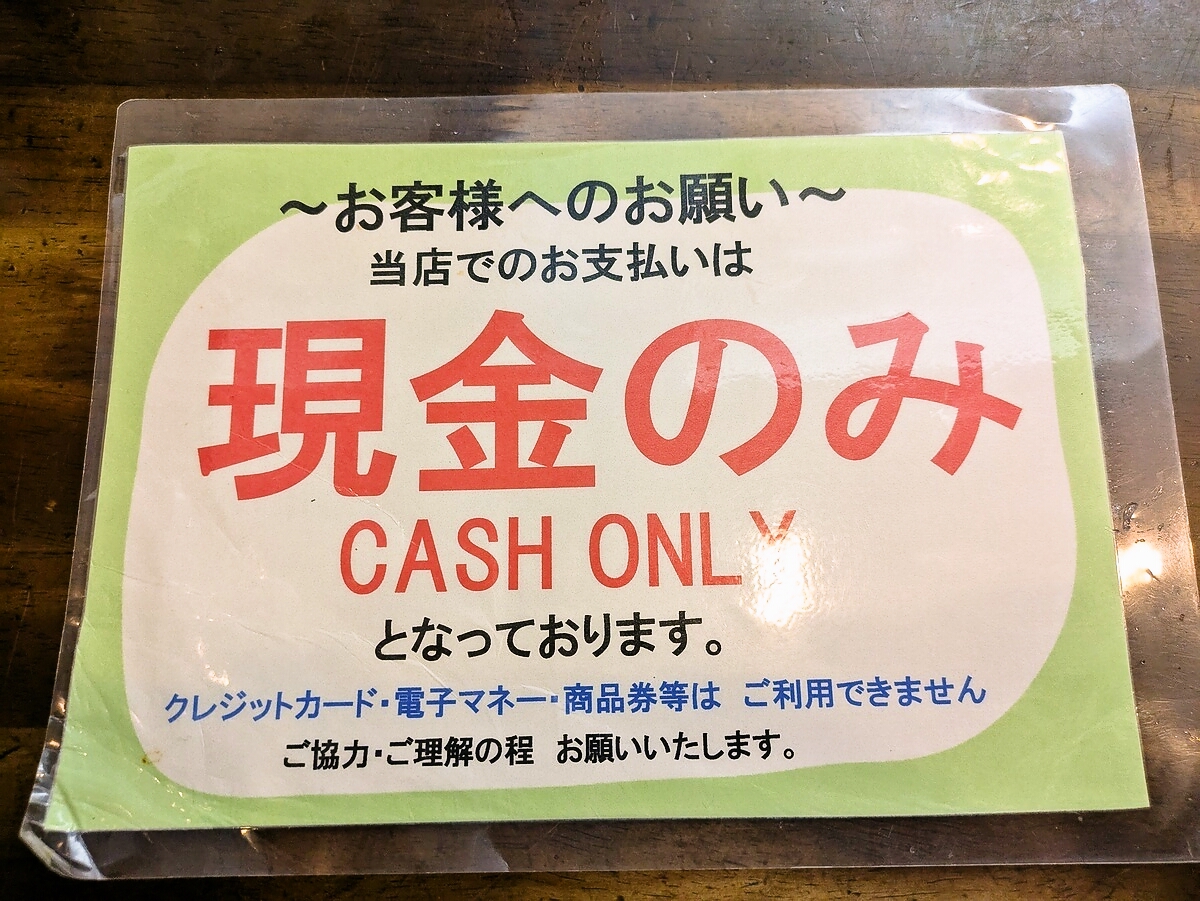 ～お客様へのお願い～
当店でのお支払いは
現金のみ
CASH ONLY
となっております。
クレジットカード・電子マネー・商品券等は　ご利用できません
ご協力・ご理解の程　お願いいたします。